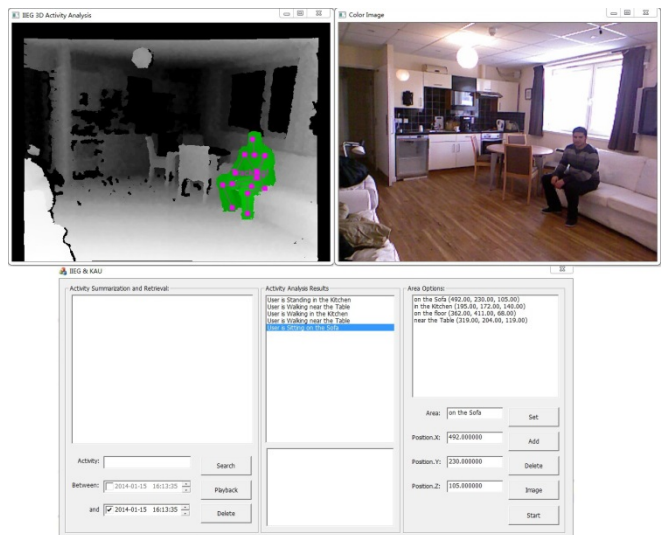 IIEG 3D Activity Analysis
Color Image
IIEG & KAU
Activity Summarization and Retrieval:
Activity:
Search
Between:
2014-01-15 16:13:35
Playback
and
2014-01-15 16:13:35
Delete
Activity Analysis Results
User is Standing in the Kitchen
User is Walking near the Table
User is Walking in the Kitchen
User is Walking near the Table
User is Sitting on the Sofa
Area Options:
on the Sofa (492.00, 230.00, 105.00)
in the Kitchen (195.00, 172.00, 140.00)
on the floor (362.00, 411.00, 68.00)
near the Table (319.00, 204.00, 119.00)
Area:
on the Sofa
Set
Position.X:
492.000000
Add
Position.Y:
230.000000
Delete
Position.Z:
105.000000
Image
Start